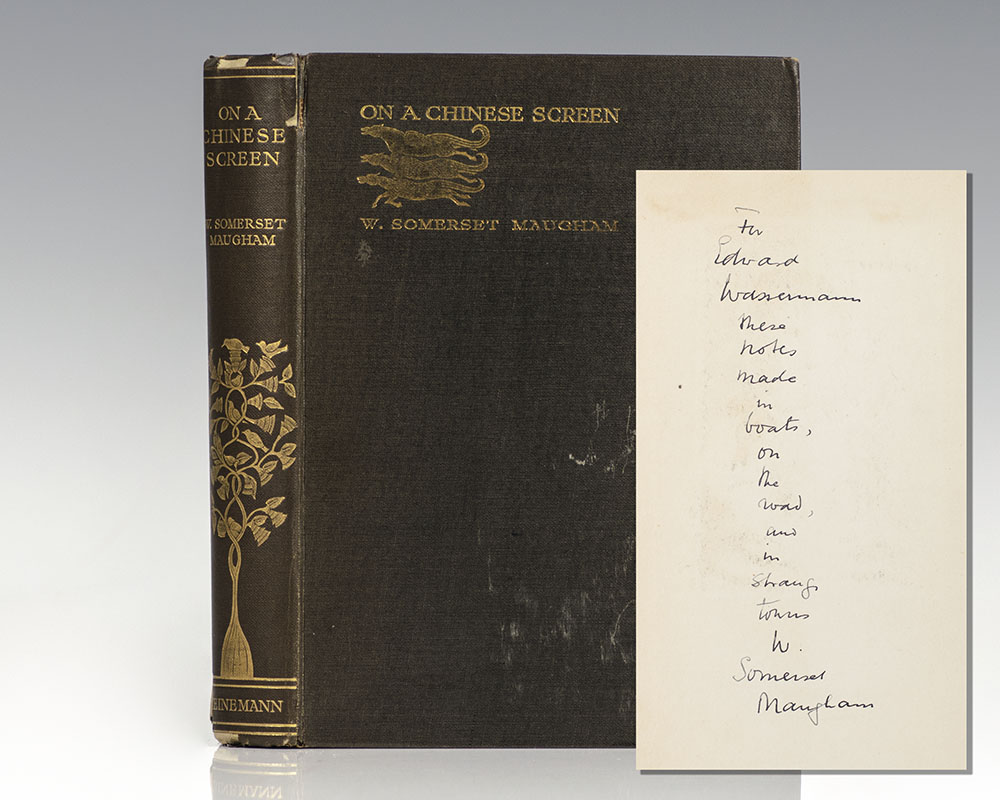 ON A
CHINESE
SCREEN
W. SOMERSET
MAUGHAM
HEINEMANN
ON A CHINESE SCREEN
W. SOMERSET MAUGHAM
For
Edward
Wassermann
these
notes
made
in
boats,
on
the
road,
and
in
strange
towns
W.
Somerset
Maugham